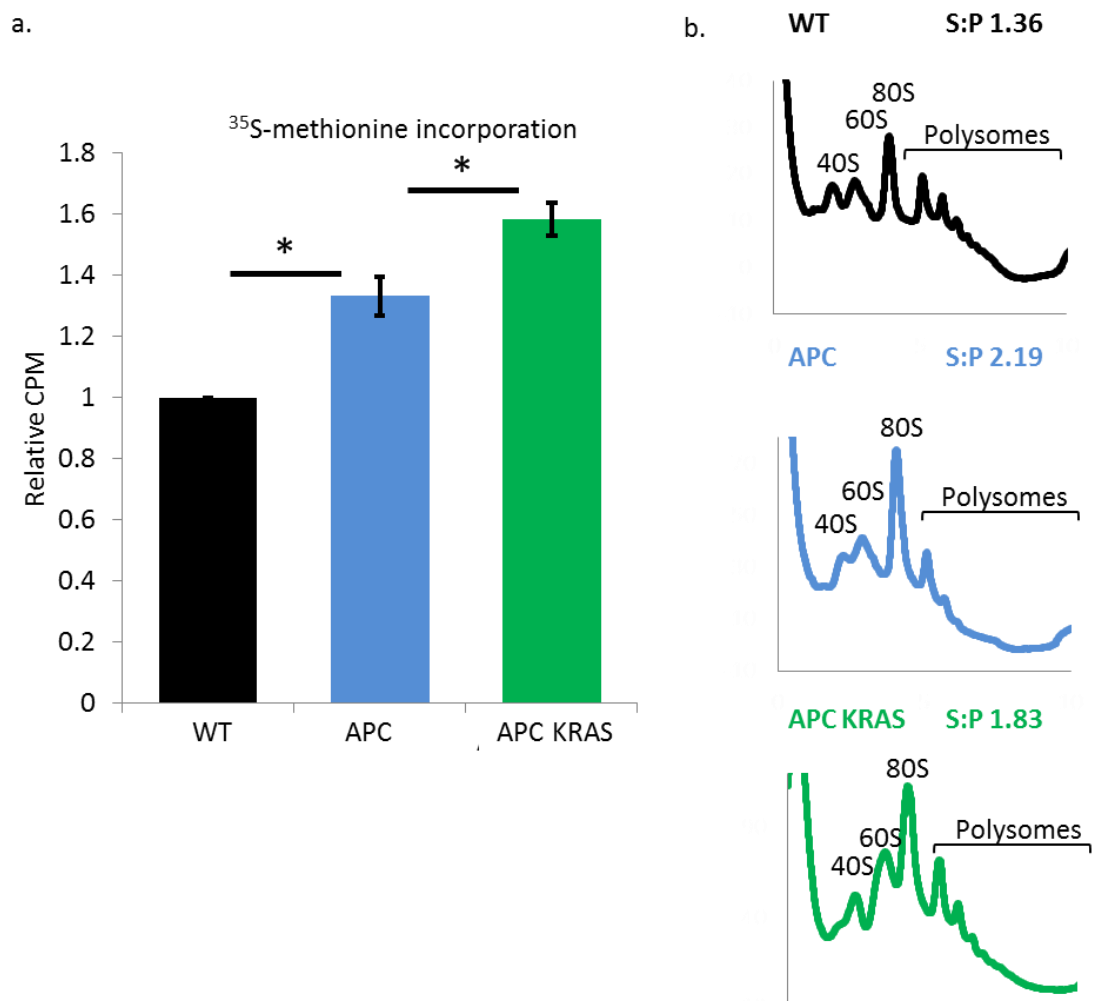 a.
³⁵S-methionine incorporation
Relative CPM
1.8
1.6
1.4
1.2
1
0.8
0.6
0.4
0.2
0
*
*
WT
APC
APC KRAS
b.
WT S:P 1.36
80S
60S
40S
Polysomes
APC S:P 2.19
80S
60S
40S
Polysomes
APC KRAS S:P 1.83
80S
60S
40S
Polysomes